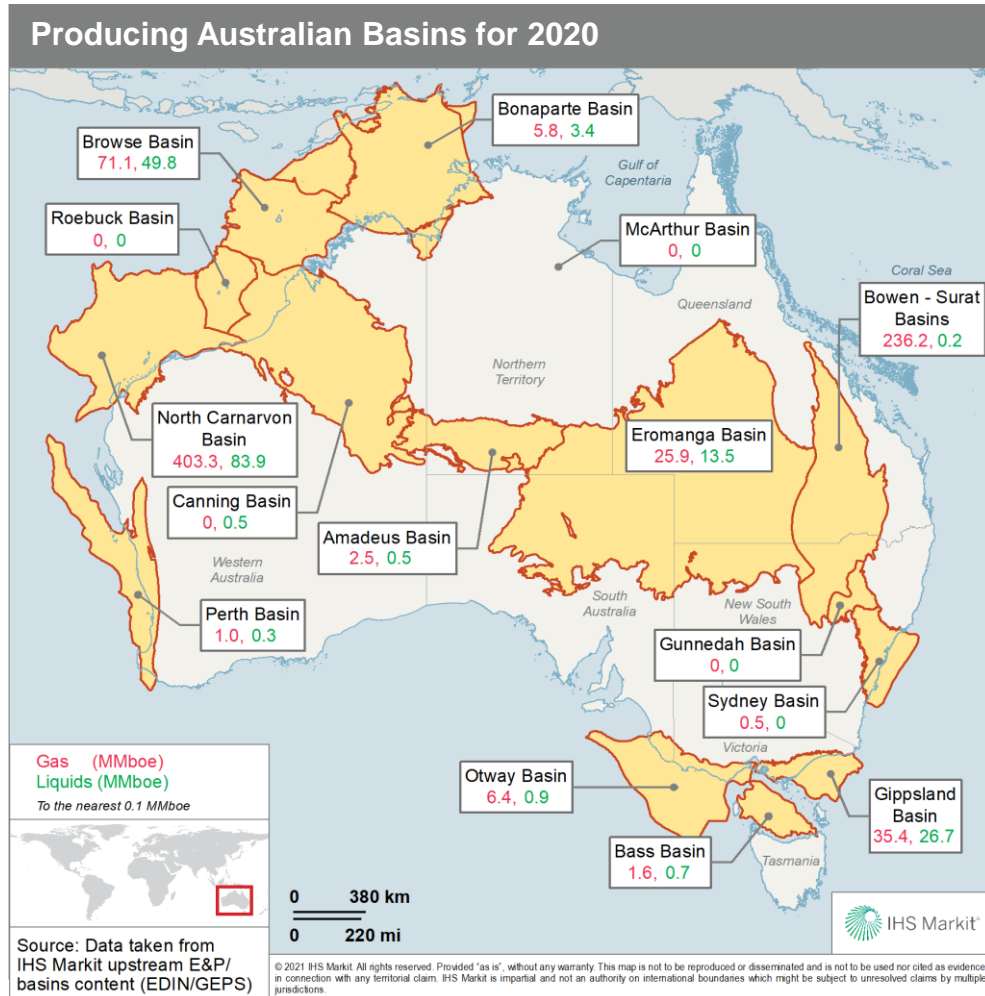 Producing Australian Basins for 2020
Bonaparte Basin
5.8, 3.4
Browse Basin
71.1, 49.8
Gulf of
Capentaria
Roebuck Basin
0, 0
McArthur Basin
0, 0
Coral Sea
Queensland
Bowen - Surat
Basins
236.2, 0.2
Northern
Territory
North Carnarvon
Basin
403.3, 83.9
Eromanga Basin
25.9, 13.5
Canning Basin
0, 0.5
Amadeus Basin
2.5, 0.5
Western
Australia
South
Australia
New South
Wales
Perth Basin
1.0, 0.3
Gunnedah Basin
0, 0
Sydney Basin
0.5, 0
Victoria
Otway Basin
6.4, 0.9
Gippsland
Basin
35.4, 26.7
Bass Basin
1.6, 0.7
Tasmania
Gas (MMboe)
Liquids (MMboe)
To the nearest 0.1 MMboe
0 380 km
0 220 mi
IHS Markit®
Source: Data taken from
IHS Markit upstream E&P/
basins content (EDIN/GEPS)
© 2021 IHS Markit. All rights reserved. Provided “as is”, without any warranty. This map is not to be reproduced or disseminated and is not to be used nor cited as evidence
in connection with any territorial claim. IHS Markit is impartial and not an authority on international boundaries which might be subject to unresolved claims by multiple
jurisdictions.